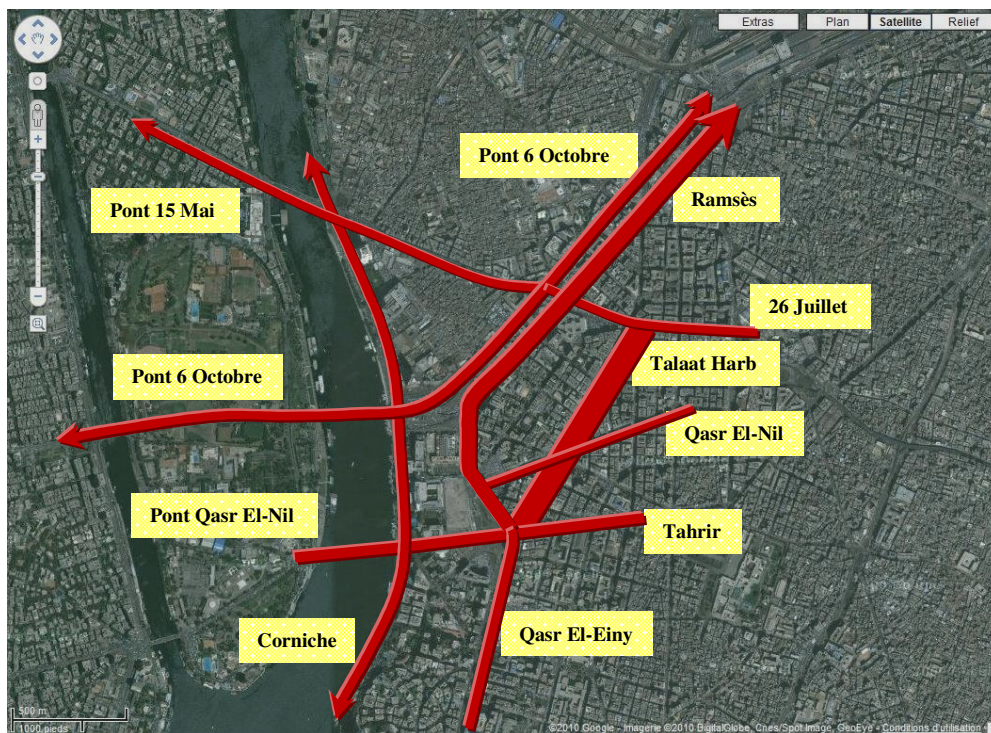 Extras Plan Satellite Relief
Pont 6 Octobre
Ramsès
Pont 15 Mai
26 Juillet
Talaat Harb
Pont 6 Octobre
Qasr El-Nil
Pont Qasr El-Nil
Tahrir
Corniche
Qasr El-Einy
500 m
1000 pieds
©2010 Google - Imagerie ©2010 DigitalGlobe, Cnes/Spot Image, GeoEye - Conditions d'utilisation